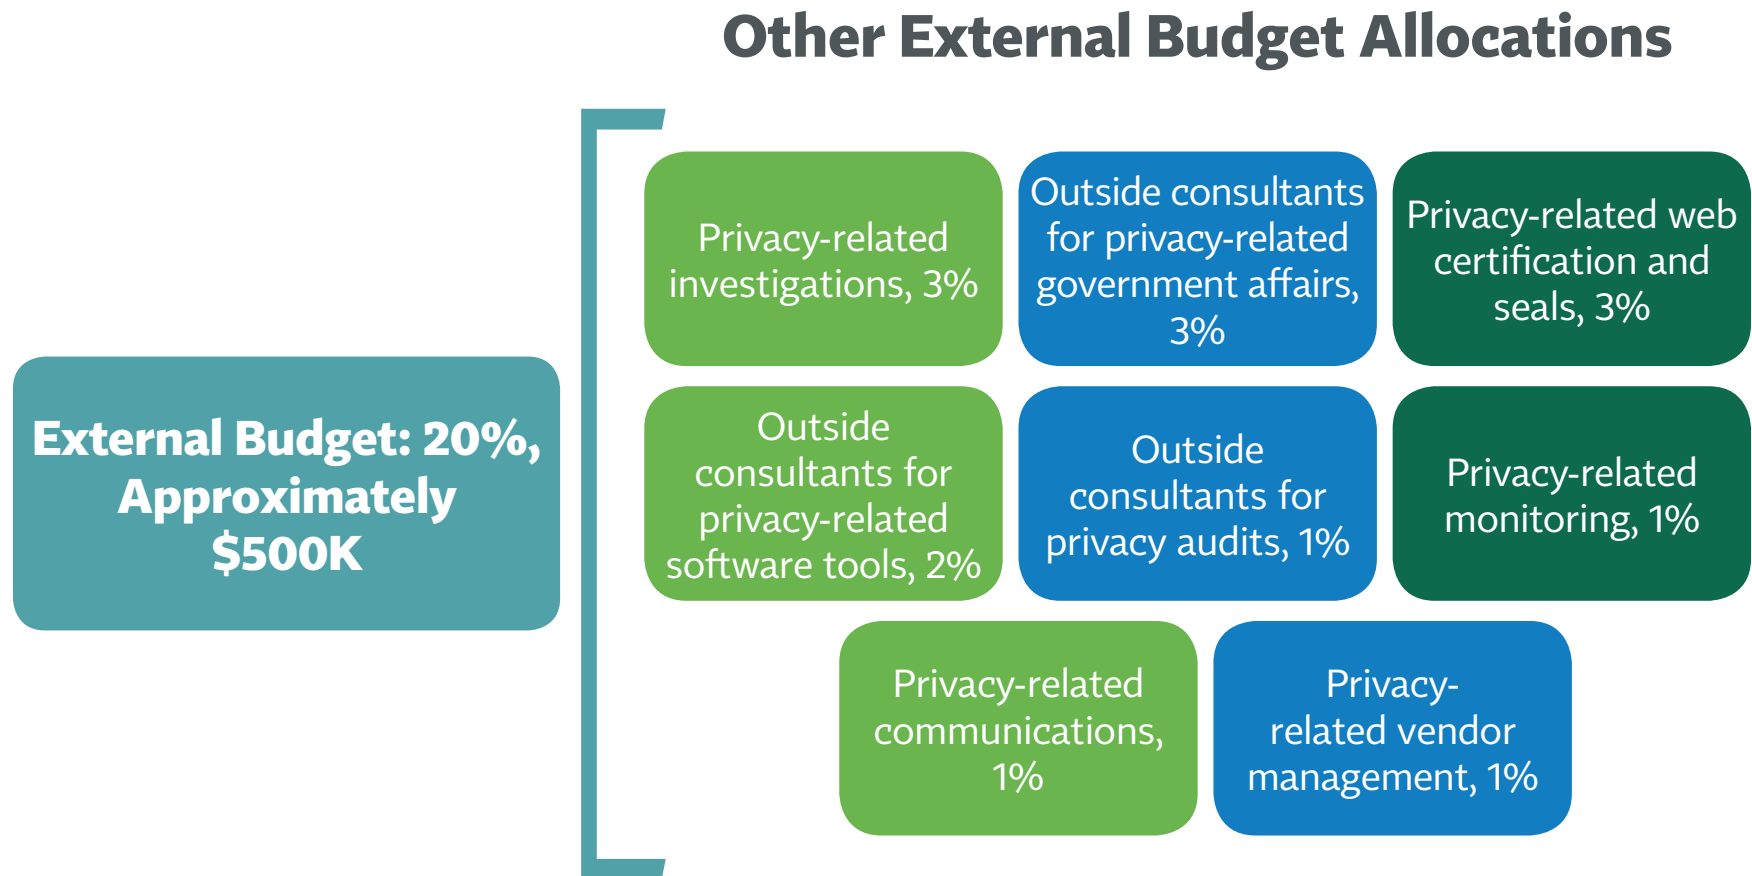 Other External Budget Allocations
External Budget: 20%,
Approximately
$500K
Privacy-related
investigations, 3%
Outside consultants
for privacy-related
government affairs,
3%
Privacy-related web
certification and
seals, 3%
Outside
consultants for
privacy-related
software tools, 2%
Outside
consultants for
privacy audits, 1%
Privacy-related
monitoring, 1%
Privacy-related
communications,
1%
Privacy-
related vendor
management, 1%